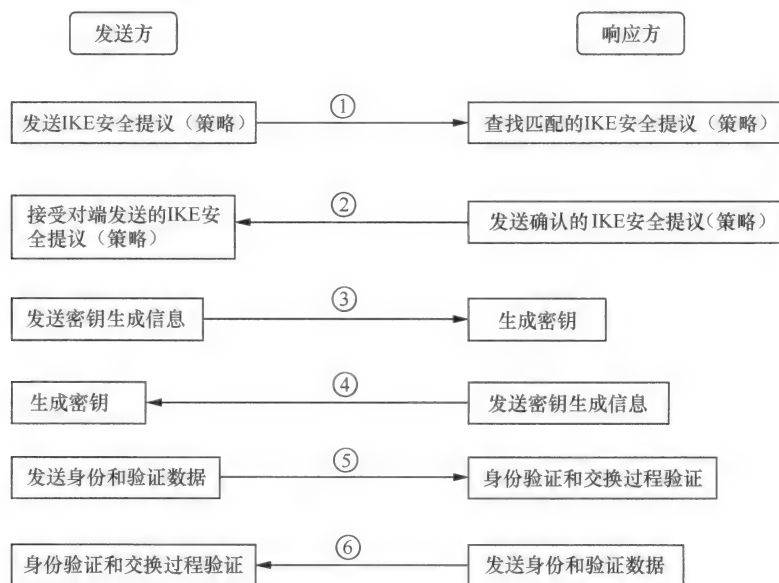 发送方
响应方
①
发送IKE安全提议（策略）
查找匹配的IKE安全提议（策略）
②
接受对端发送的IKE安
全提议（策略）
发送确认的IKE安全提议(策略）
③
发送密钥生成信息
生成密钥
④
生成密钥
发送密钥生成信息
⑤
发送身份和验证数据
身份验证和交换过程验证
⑥
身份验证和交换过程验证
发送身份和验证数据